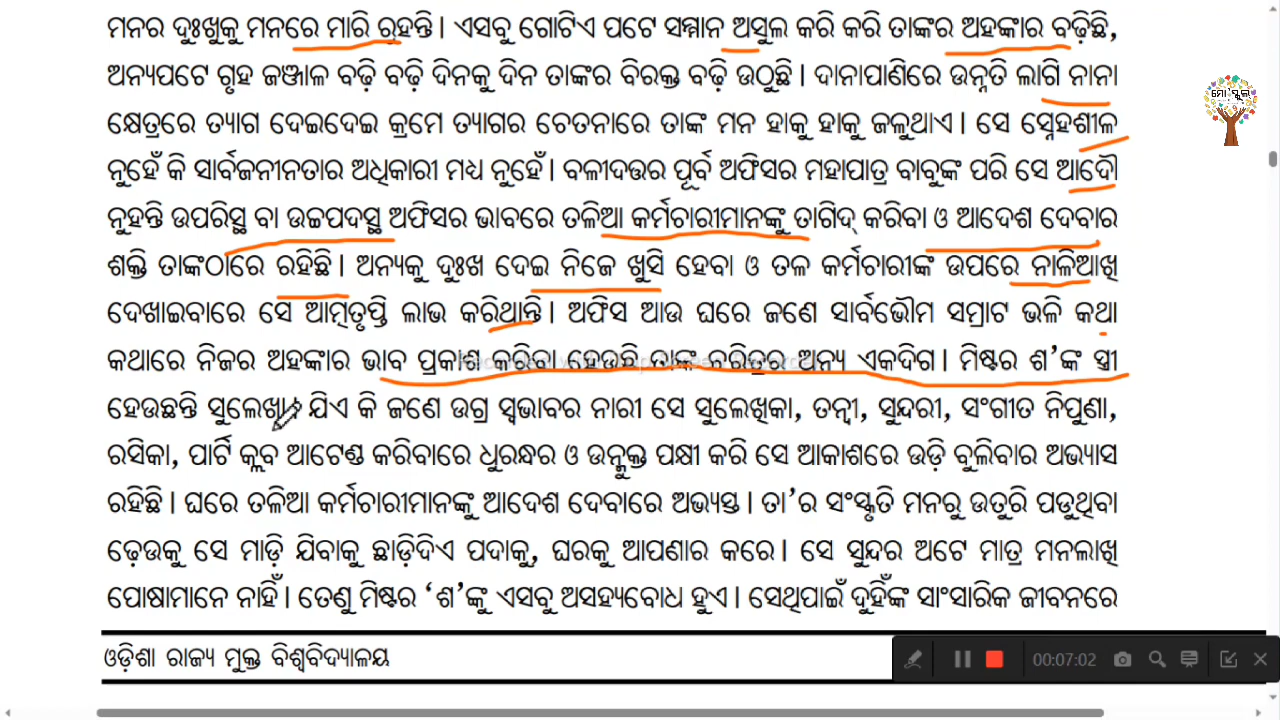 ମନର ଦୁଃଖୁକୁ ମନରେ ମାରି ରୁହନ୍ତି। ଏସବୁ ଗୋଟିଏ ପଟେ ସମ୍ମାନ ଅସୁଲ କରି କରି ତାଙ୍କର ଅହଙ୍କାର ବଢ଼ିଛି,
ଅନ୍ୟପଟେ ଗୃହ ଜଞ୍ଜାଳ ବଢ଼ି ବଢ଼ି ଦିନକୁ ଦିନ ତାଙ୍କର ବିରକ୍ତ ବଢ଼ି ଉଠୁଛି। ଦାନାପାଣିରେ ଉନ୍ନତି ଲାଗି ନାନା
ମୋ ସ୍କୁଲ
କ୍ଷେତ୍ରରେ ତ୍ୟାଗ ଦେଇଦେଇ କ୍ରମେ ତ୍ୟାଗର ଚେତନାରେ ତାଙ୍କ ମନ ହାକୁ ହାକୁ ଜଳୁଥାଏ। ସେ ସ୍ନେହଶୀଳ
ନୁହେଁ କି ସାର୍ବଜନୀନତାର ଅଧିକାରୀ ମଧ୍ୟ ନୁହେଁ। ବଳୀଦତ୍ତର ପୂର୍ବ ଅଫିସର ମହାପାତ୍ର ବାବୁଙ୍କ ପରି ସେ ଆଦୌ
ନୁହନ୍ତି ଉପରିସ୍ଥ ବା ଉଚ୍ଚପଦସ୍ଥ ଅଫିସର ଭାବରେ ତଳିଆ କର୍ମଚାରୀମାନଙ୍କୁ ତାଗିଦ୍ କରିବା ଓ ଆଦେଶ ଦେବାର
ଶକ୍ତି ତାଙ୍କଠାରେ ରହିଛି। ଅନ୍ୟକୁ ଦୁଃଖ ଦେଇ ନିଜେ ଖୁସି ହେବା ଓ ତଳ କର୍ମଚାରୀଙ୍କ ଉପରେ ନାଳିଆଖି
ଦେଖାଇବାରେ ସେ ଆତ୍ମତୃପ୍ତି ଲାଭ କରିଥାନ୍ତି। ଅଫିସ ଆଉ ଘରେ ଜଣେ ସାର୍ବଭୌମ ସମ୍ରାଟ ଭଳି କଥା
କଥାରେ ନିଜର ଅହଙ୍କାର ଭାବ ପ୍ରକାଶ କରିବା ହେଉଛି ତାଙ୍କ ଚରିତ୍ରର ଅନ୍ୟ ଏକଦିଗ। ମିଷ୍ଟର ଶ'ଙ୍କ ସ୍ତ୍ରୀ
ହେଉଛନ୍ତି ସୁଲେଖା। ଯିଏ କି ଜଣେ ଉଗ୍ର ସ୍ୱଭାବର ନାରୀ ସେ ସୁଲେଖିକା, ତନ୍ୱୀ, ସୁନ୍ଦରୀ, ସଂଗୀତ ନିପୁଣା,
ରସିକା, ପାର୍ଟି କ୍ଲବ ଆଟେଣ୍ଡ କରିବାରେ ଧୁରନ୍ଧର ଓ ଉନ୍ମୁକ୍ତ ପକ୍ଷୀ କରି ସେ ଆକାଶରେ ଉଡ଼ି ବୁଲିବାର ଅଭ୍ୟାସ
ରହିଛି। ଘରେ ତଳିଆ କର୍ମଚାରୀମାନଙ୍କୁ ଆଦେଶ ଦେବାରେ ଅଭ୍ୟସ୍ତ। ତା'ର ସଂସ୍କୃତି ମନରୁ ଉତୁରି ପଡୁଥିବା
ଢ଼େଉକୁ ସେ ମାଡ଼ି ଯିବାକୁ ଛାଡ଼ିଦିଏ ପଦାକୁ, ଘରକୁ ଆପଣାର କରେ। ସେ ସୁନ୍ଦର ଅଟେ ମାତ୍ର ମନଲାଖି
ପୋଷାମାନେ ନାହିଁ। ତେଣୁ ମିଷ୍ଟର 'ଶ'ଙ୍କୁ ଏସବୁ ଅସହ୍ୟବୋଧ ହୁଏ। ସେଥିପାଇଁ ଦୁହିଁଙ୍କ ସାଂସାରିକ ଜୀବନରେ
ଓଡ଼ିଶା ରାଜ୍ୟ ମୁକ୍ତ ବିଶ୍ୱବିଦ୍ୟାଳୟ
00:07:02